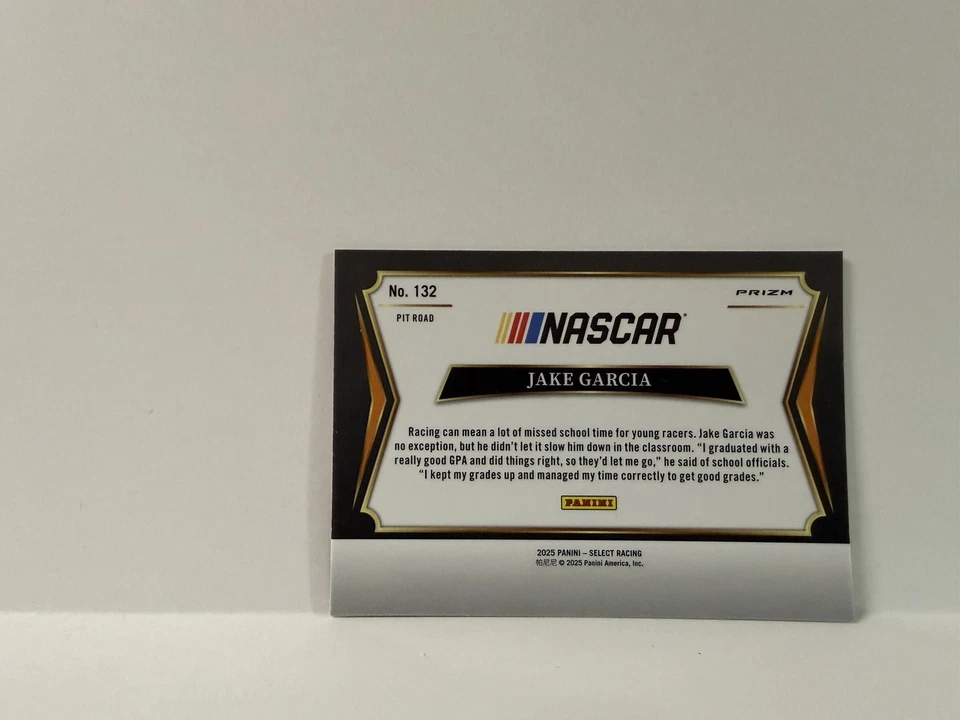 No. 132
PRIZM
PIT ROAD
NASCAR
JAKE GARCIA
Racing can mean a lot of missed school time for young racers. Jake Garcia was
no exception, but he didn't let it slow him down in the classroom. “I graduated with a
really good GPA and did things right, so they'd let me go,” he said of school officials.
“I kept my grades up and managed my time correctly to get good grades.”
PANINI
2025 PANINI – SELECT RACING
帕尼尼 © 2025 Panini America, Inc.